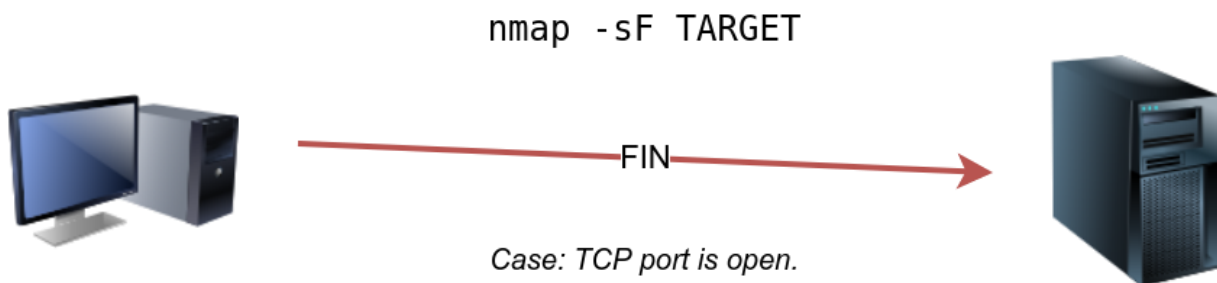 nmap -sF TARGET
FIN
Case: TCP port is open.